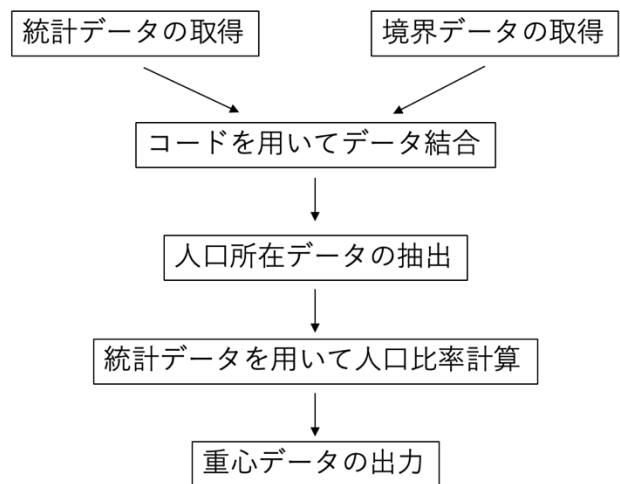 統計データの取得
境界データの取得
コードを用いてデータ結合
人口所在データの抽出
統計データを用いて人口比率計算
重心データの出力